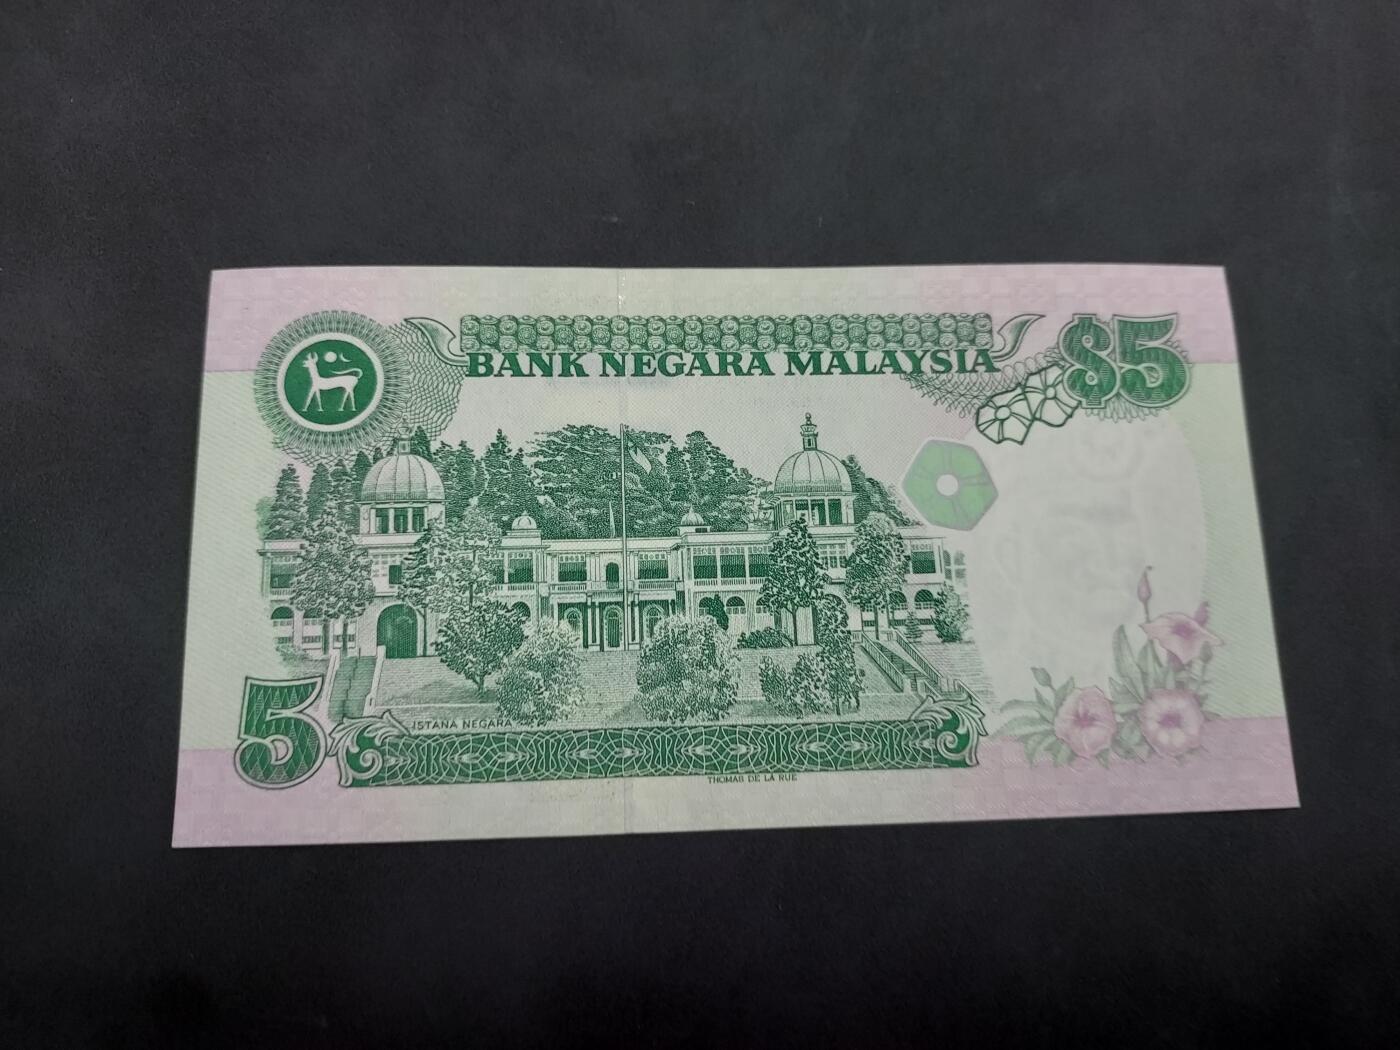 BANK NEGARA MALAYSIA
$5
5
ISTANA NEGARA
THOMAS DE LA RUE